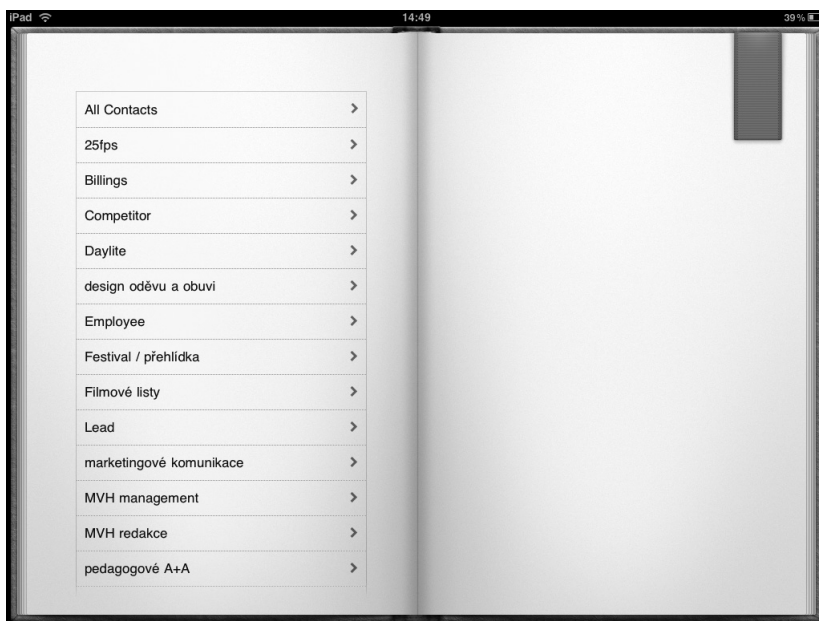 iPad 14:49 39%
All Contacts
25fps
Billings
Competitor
Daylite
design oděvu a obuvi
Employee
Festival / přehlídka
Filmové listy
Lead
marketingové komunikace
MVH management
MVH redakce
pedagogové A+A